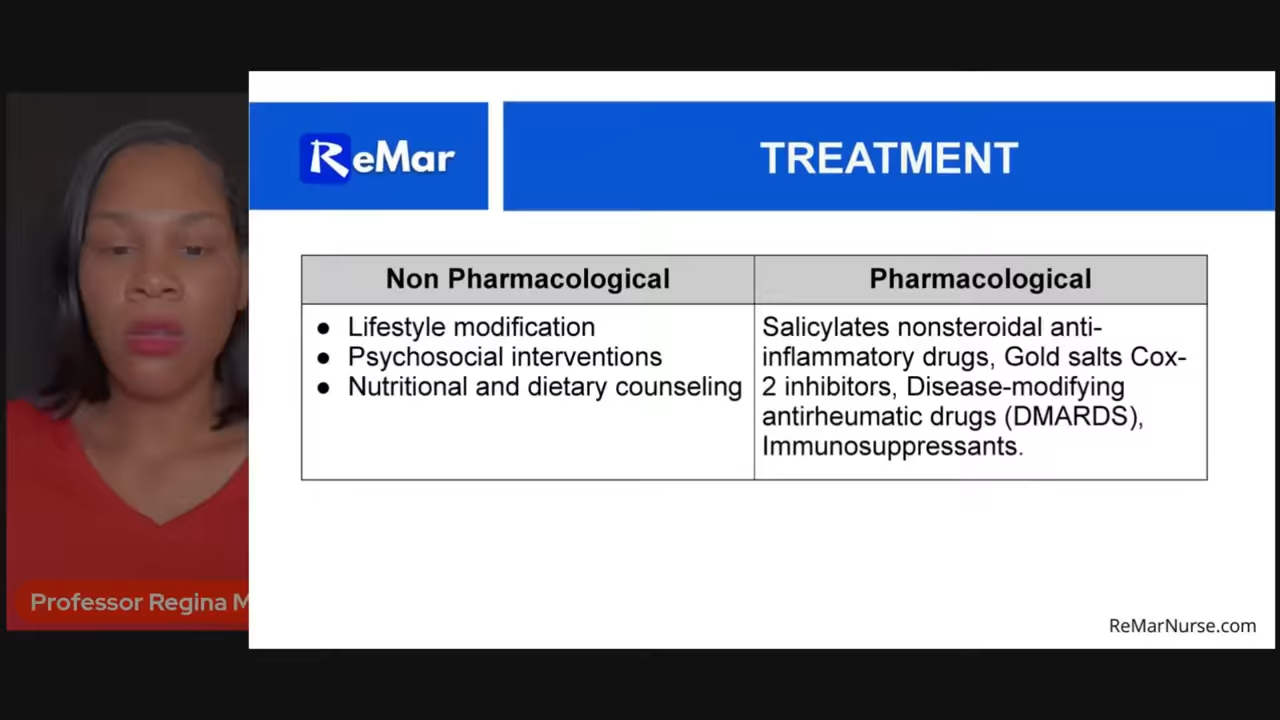 ReMar
TREATMENT
Non Pharmacological
Pharmacological
● Lifestyle modification
● Psychosocial interventions
● Nutritional and dietary counseling
Salicylates nonsteroidal anti-
inflammatory drugs, Gold salts Cox-
2 inhibitors, Disease-modifying
antirheumatic drugs (DMARDS),
Immunosuppressants.
Professor Regina M
ReMarNurse.com